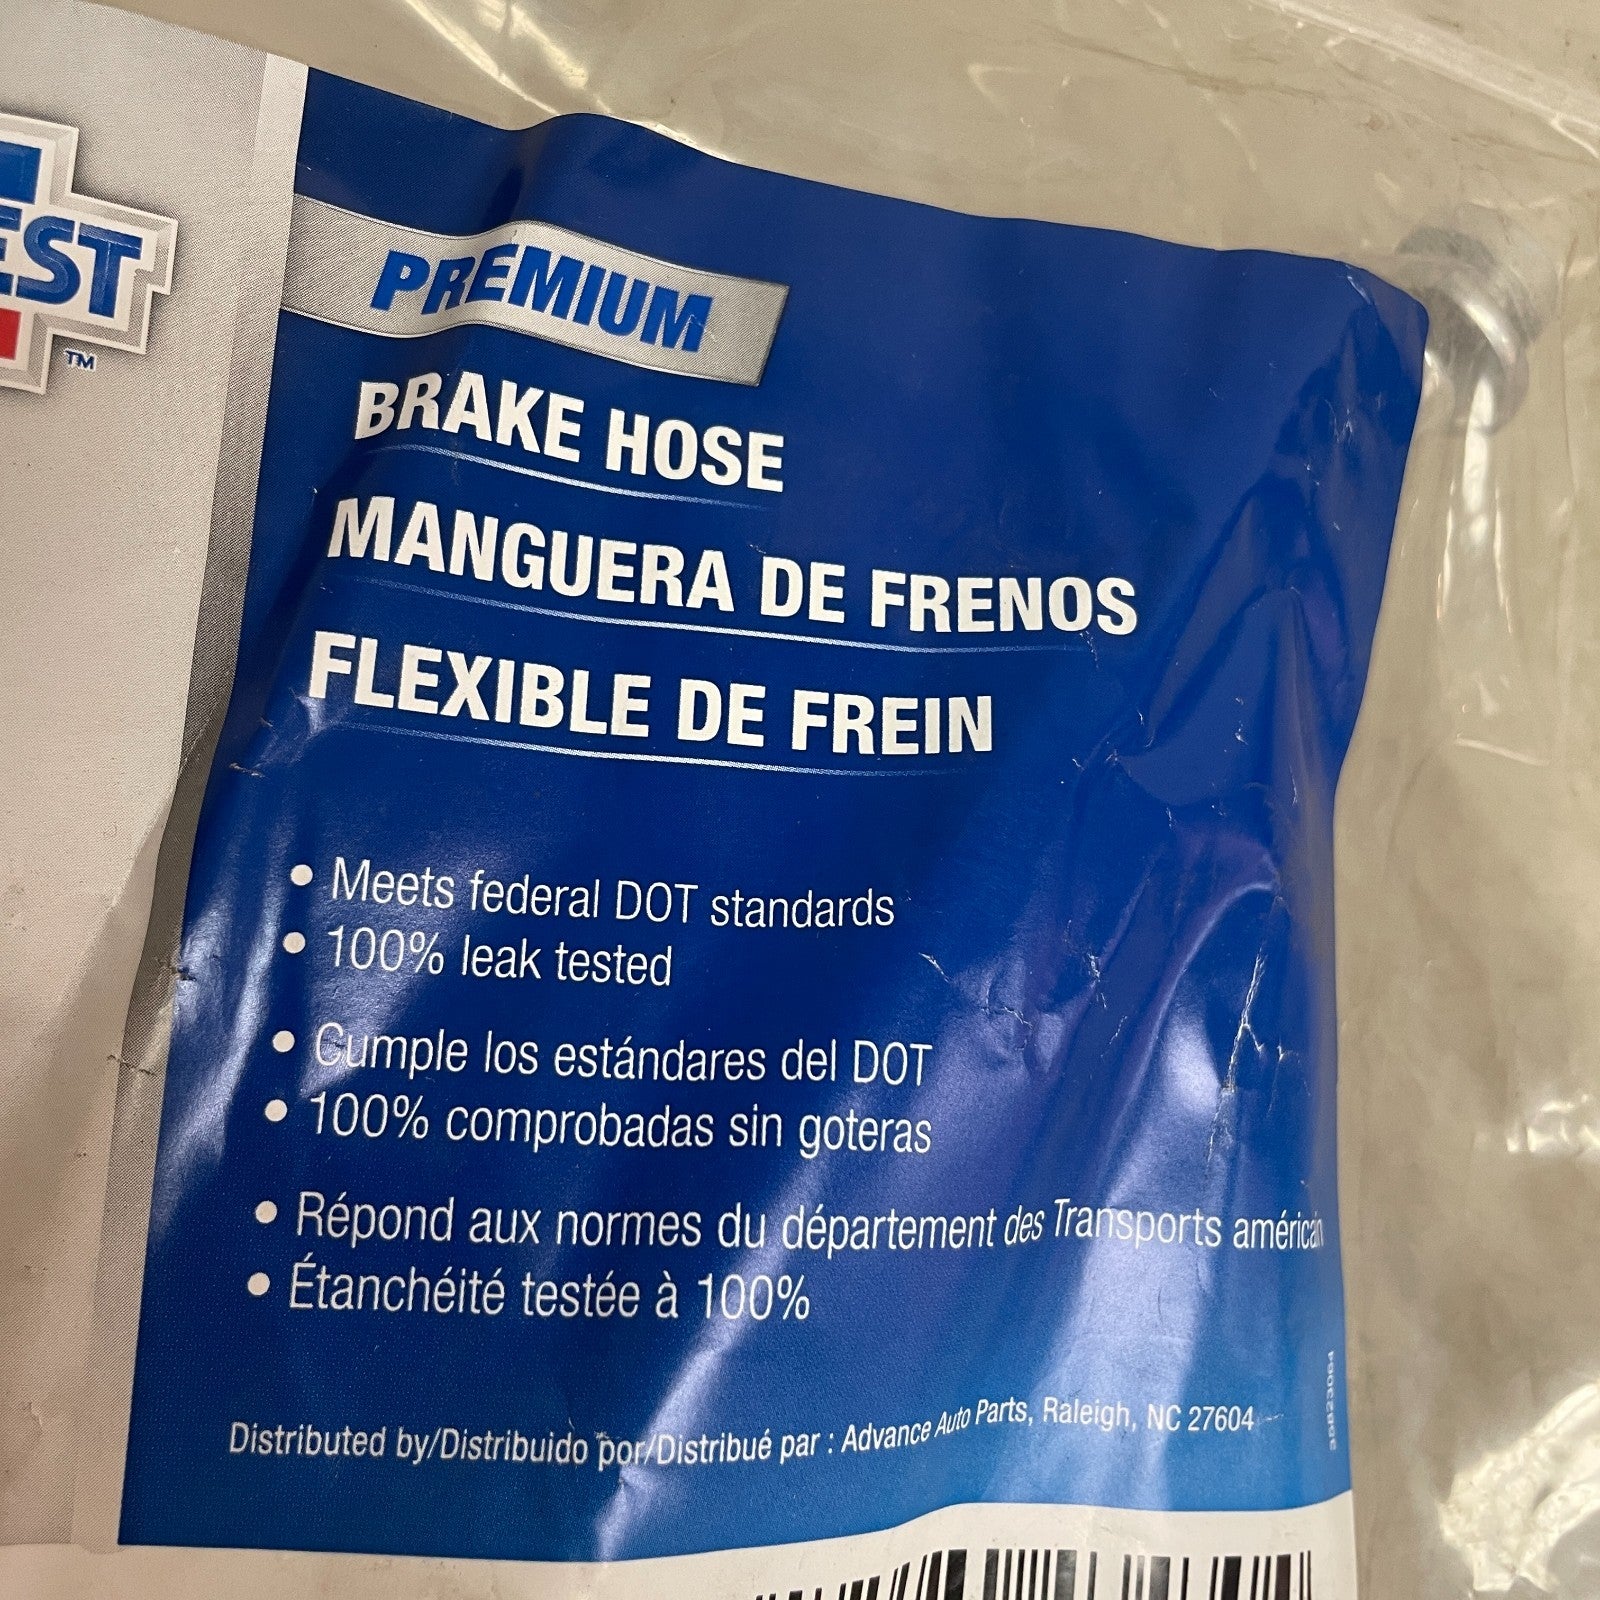 EST
TM
PREMIUM
BRAKE HOSE
MANGUERA DE FRENOS
FLEXIBLE DE FREIN
• Meets federal DOT standards
• 100% leak tested
• Cumple los estándares del DOT
• 100% comprobadas sin goteras
• Répond aux normes du département des Transports américain
• Étanchéité testée à 100%
Distributed by/Distribuido por/Distribué par : Advance Auto Parts, Raleigh, NC 27604